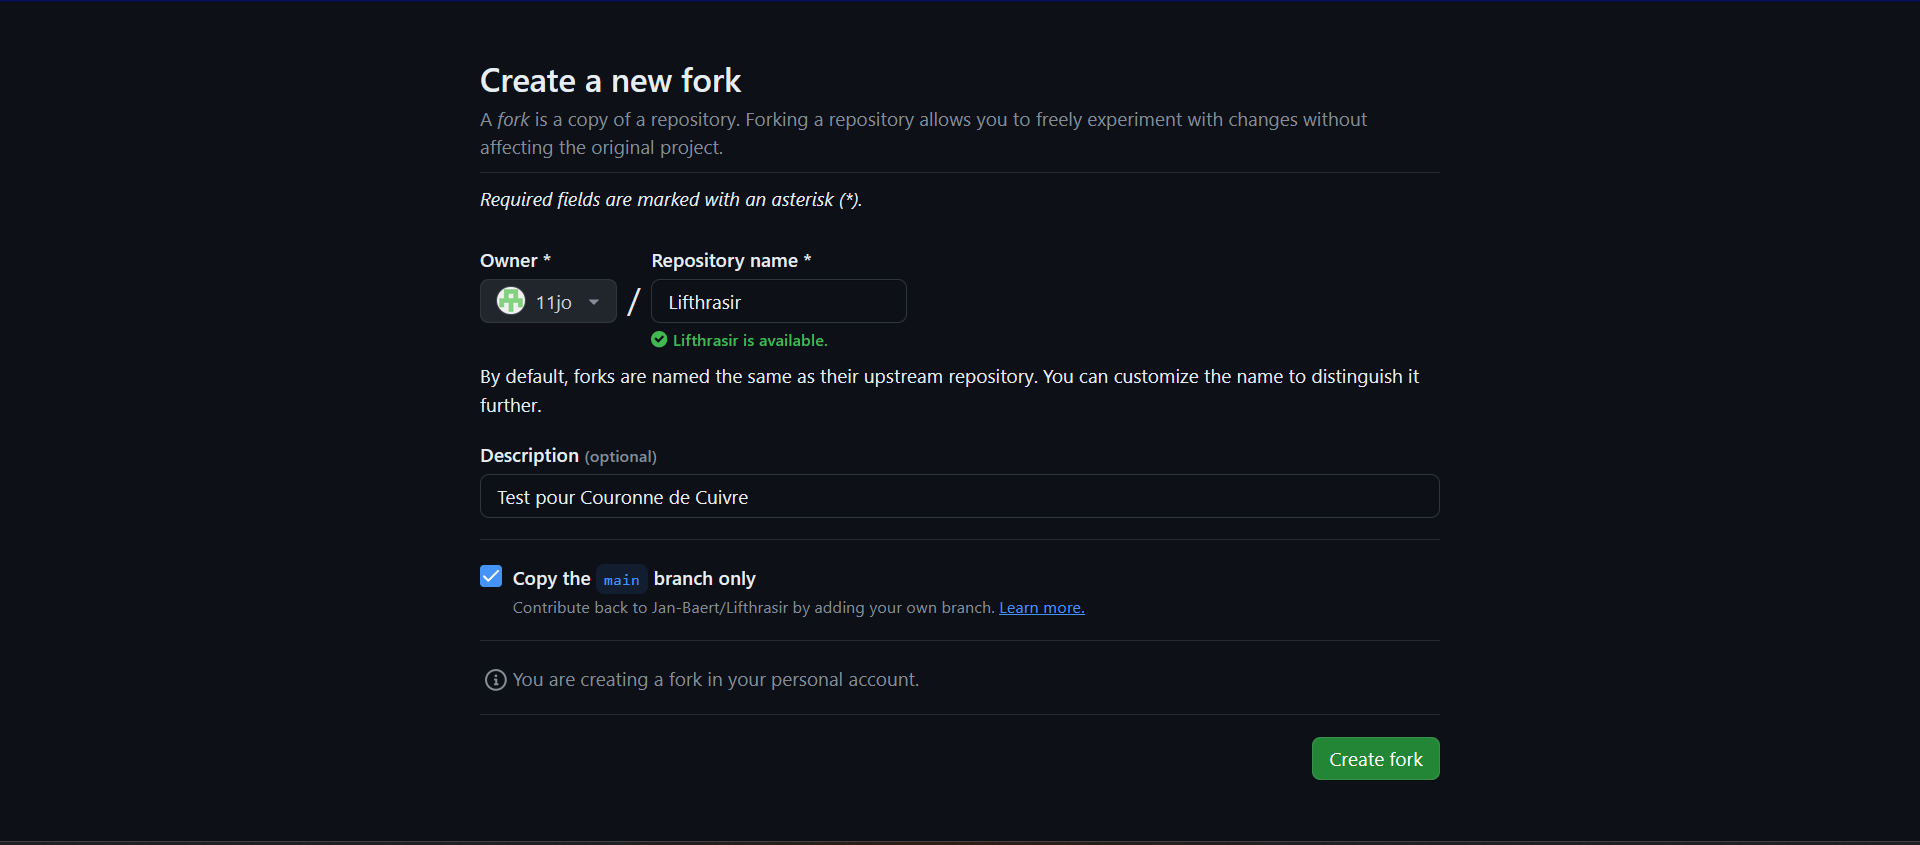 Create a new fork
A fork is a copy of a repository. Forking a repository allows you to freely experiment with changes without
affecting the original project.
Required fields are marked with an asterisk (*).
Owner *
Repository name *
11jo
/
Lifthrasir
Lifthrasir is available.
By default, forks are named the same as their upstream repository. You can customize the name to distinguish it
further.
Description (optional)
Test pour Couronne de Cuivre
Copy the main branch only
Contribute back to Jan-Baert/Lifthrasir by adding your own branch. Learn more.
You are creating a fork in your personal account.
Create fork